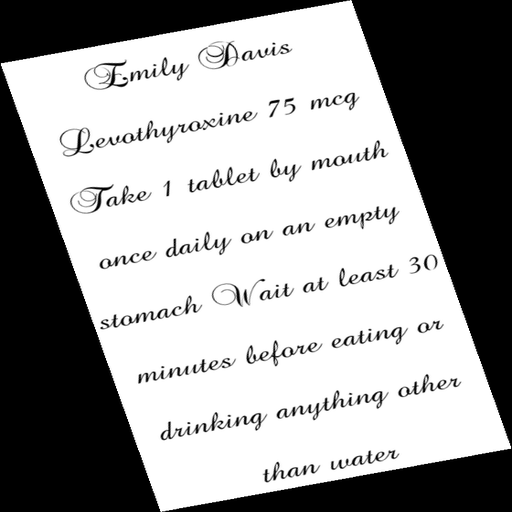 Emily Davis
Levothyroxine 75 mcg
Take 1 tablet by mouth
once daily on an empty
stomach Wait at least 30
minutes before eating or
drinking anything other
than water